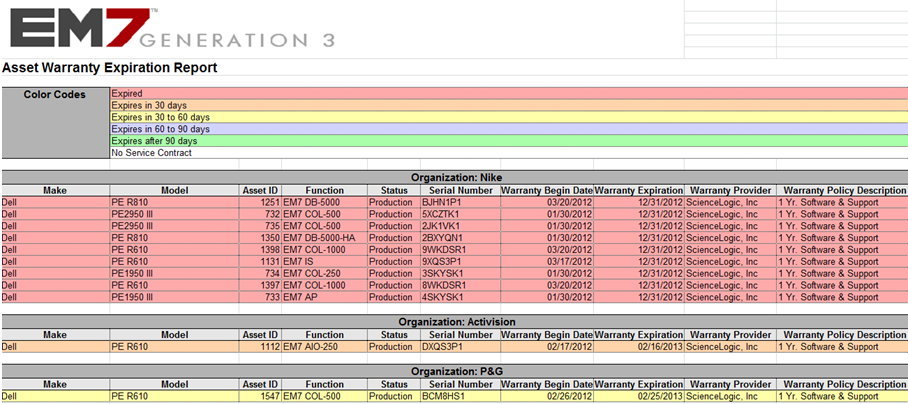 EM7™ GENERATION 3
Asset Warranty Expiration Report
Color Codes Expired
Expires in 30 days
Expires in 30 to 60 days
Expires in 60 to 90 days
Expires after 90 days
No Service Contract
Organization: Nike
Make Model Asset ID Function Status Serial Number Warranty Begin Date Warranty Expiration Warranty Provider Warranty Policy Description
Dell PE R810 1251 EM7 DB-5000 Production BJHN1P1 03/20/2012 12/31/2012 ScienceLogic, Inc 1 Yr. Software & Support
Dell PE2950 III 732 EM7 COL-500 Production 5XCZTK1 01/30/2012 12/31/2012 ScienceLogic, Inc 1 Yr. Software & Support
Dell PE2950 III 735 EM7 COL-500 Production 2JK1VK1 01/30/2012 12/31/2012 ScienceLogic, Inc 1 Yr. Software & Support
Dell PE R810 1350 EM7 DB-5000-HA Production 2BXYQN1 01/30/2012 12/31/2012 ScienceLogic, Inc 1 Yr. Software & Support
Dell PE R610 1398 EM7 COL-1000 Production 9WKDSR1 01/30/2012 12/31/2012 ScienceLogic, Inc 1 Yr. Software & Support
Dell PE R610 1131 EM7 IS Production 9XQS3P1 03/17/2012 12/31/2012 ScienceLogic, Inc 1 Yr. Software & Support
Dell PE1950 III 734 EM7 COL-250 Production 3SKYSK1 01/30/2012 12/31/2012 ScienceLogic, Inc 1 Yr. Software & Support
Dell PE R610 1397 EM7 COL-1000 Production 8WKDSR1 01/30/2012 12/31/2012 ScienceLogic, Inc 1 Yr. Software & Support
Dell PE1950 III 733 EM7 AP Production 4SKYSK1 01/30/2012 12/31/2012 ScienceLogic, Inc 1 Yr. Software & Support
Organization: Activision
Make Model Asset ID Function Status Serial Number Warranty Begin Date Warranty Expiration Warranty Provider Warranty Policy Description
Dell PE R610 1112 EM7 AIO-250 Production DXQS3P1 02/17/2012 02/16/2013 ScienceLogic, Inc 1 Yr. Software & Support
Organization: P&G
Make Model Asset ID Function Status Serial Number Warranty Begin Date Warranty Expiration Warranty Provider Warranty Policy Description
Dell PE R610 1547 EM7 COL-500 Production BCM8HS1 02/26/2012 02/25/2013 ScienceLogic, Inc 1 Yr. Software & Support